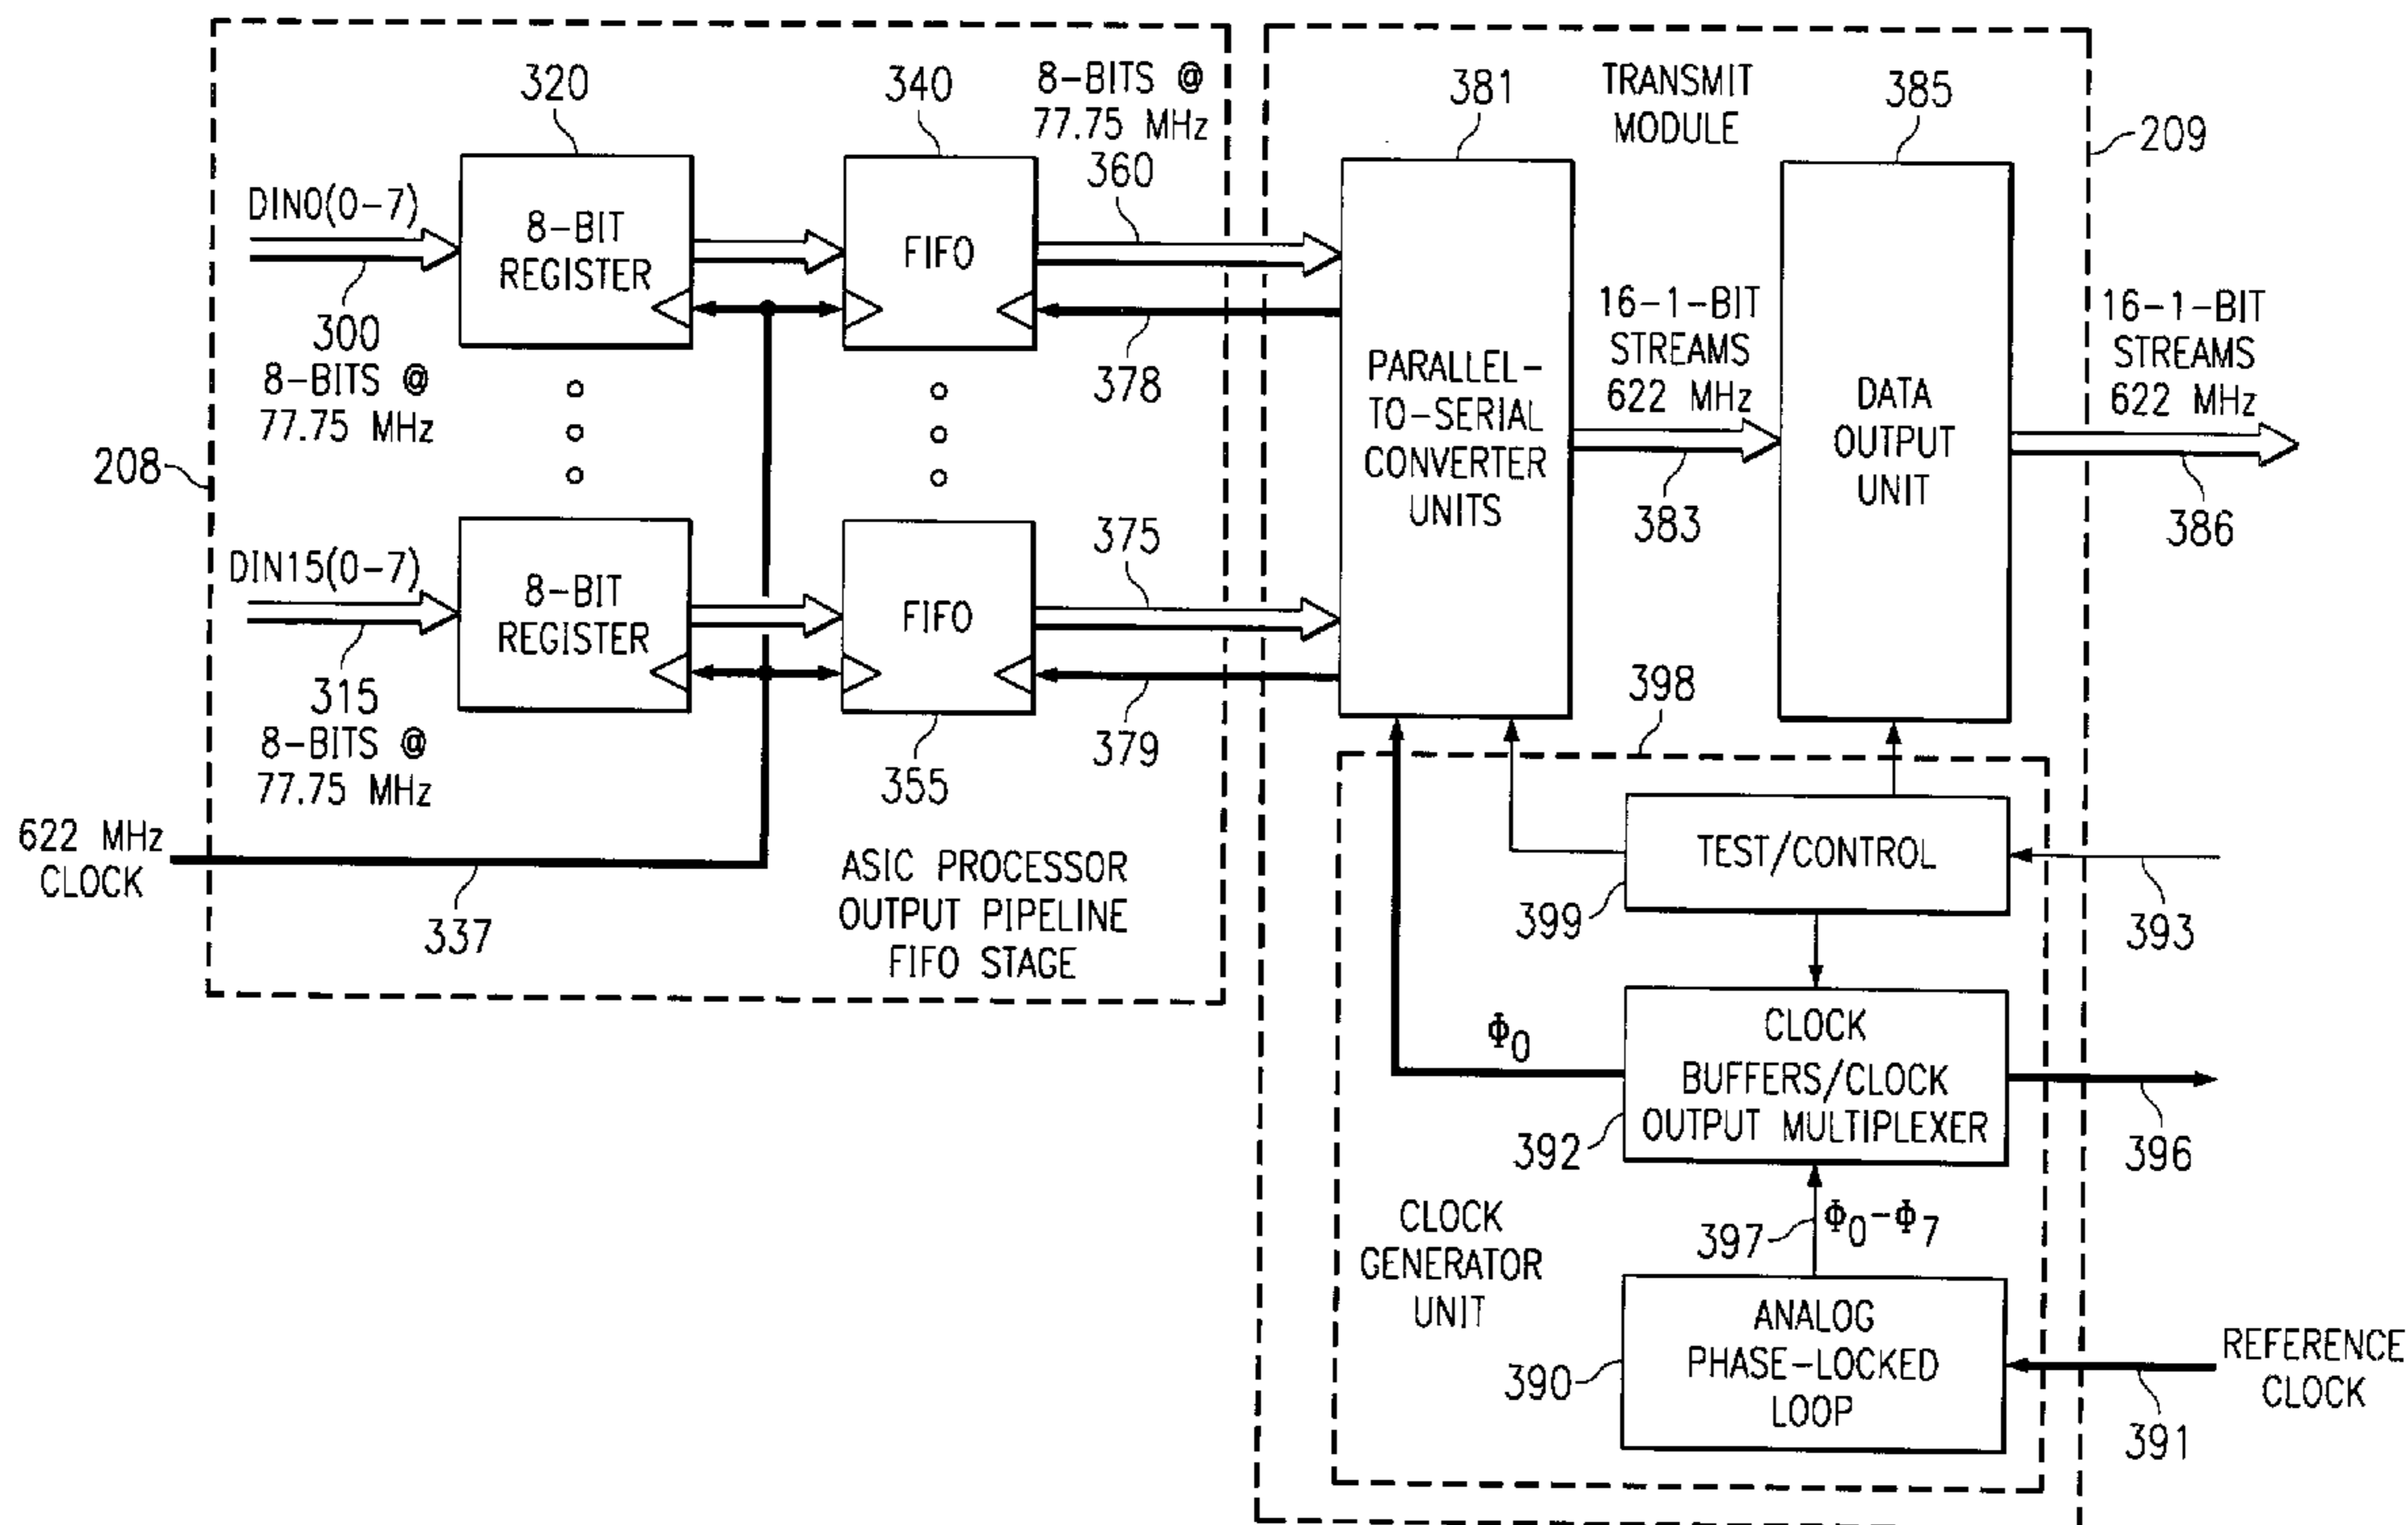 320
340
8-BITS @
77.75 MHz
360
381
TRANSMIT
MODULE
385
209
DIN0(0-7)
8-BIT
REGISTER
FIFO
300
8-BITS @
77.75 MHz
378
PARALLEL-
TO-SERIAL
CONVERTER
UNITS
16-1-BIT
STREAMS
622 MHz
383
DATA
OUTPUT
UNIT
16-1-BIT
STREAMS
622 MHz
386
208
DIN15(0-7)
8-BIT
REGISTER
FIFO
375
315
8-BITS @
77.75 MHz
355
379
398
622 MHz
CLOCK
337
ASIC PROCESSOR
OUTPUT PIPELINE
FIFO STAGE
TEST/CONTROL
399
393
Φ0
CLOCK
BUFFERS/CLOCK
OUTPUT MULTIPLEXER
392
396
CLOCK
GENERATOR
UNIT
397
Φ0-Φ7
ANALOG
PHASE-LOCKED
LOOP
390
REFERENCE
CLOCK
391